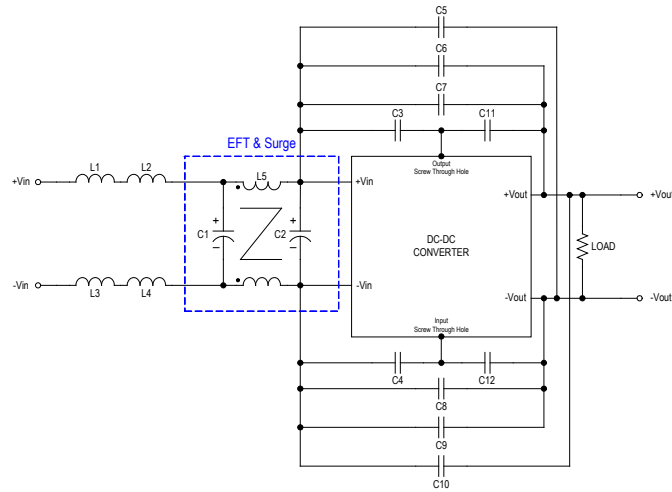 C5
C6
C7
C3
C11
EFT & Surge
L1
L2
L5
Output
Screw Through Hole
+Vin
+Vin
+Vout
+Vout
+
C1
−
+
C2
−
DC-DC
CONVERTER
LOAD
-Vin
-Vin
-Vout
-Vout
L3
L4
Input
Screw Through Hole
C4
C12
C8
C9
C10